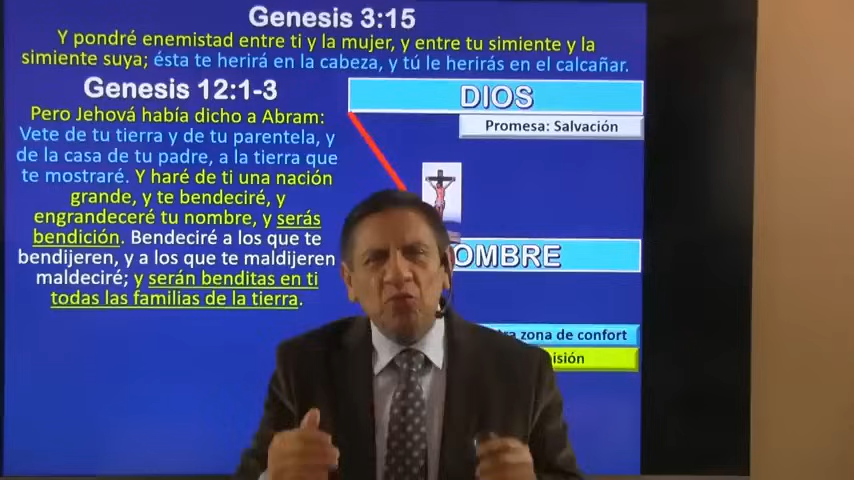 Genesis 3:15
Y pondré enemistad entre ti y la mujer, y entre tu simiente y la
simiente suya; ésta te herirá en la cabeza, y tú le herirás en el calcañar.
Genesis 12:1-3
Pero Jehová había dicho a Abram:
Vete de tu tierra y de tu parentela, y
de la casa de tu padre, a la tierra que
te mostraré. Y haré de ti una nación
grande, y te bendeciré, y
engrandeceré tu nombre, y serás
bendición. Bendeciré a los que te
bendijeren, y a los que te maldijeren
maldeciré; y serán benditas en ti
todas las familias de la tierra.
DIOS
Promesa: Salvación
OMBRE
zona de confort